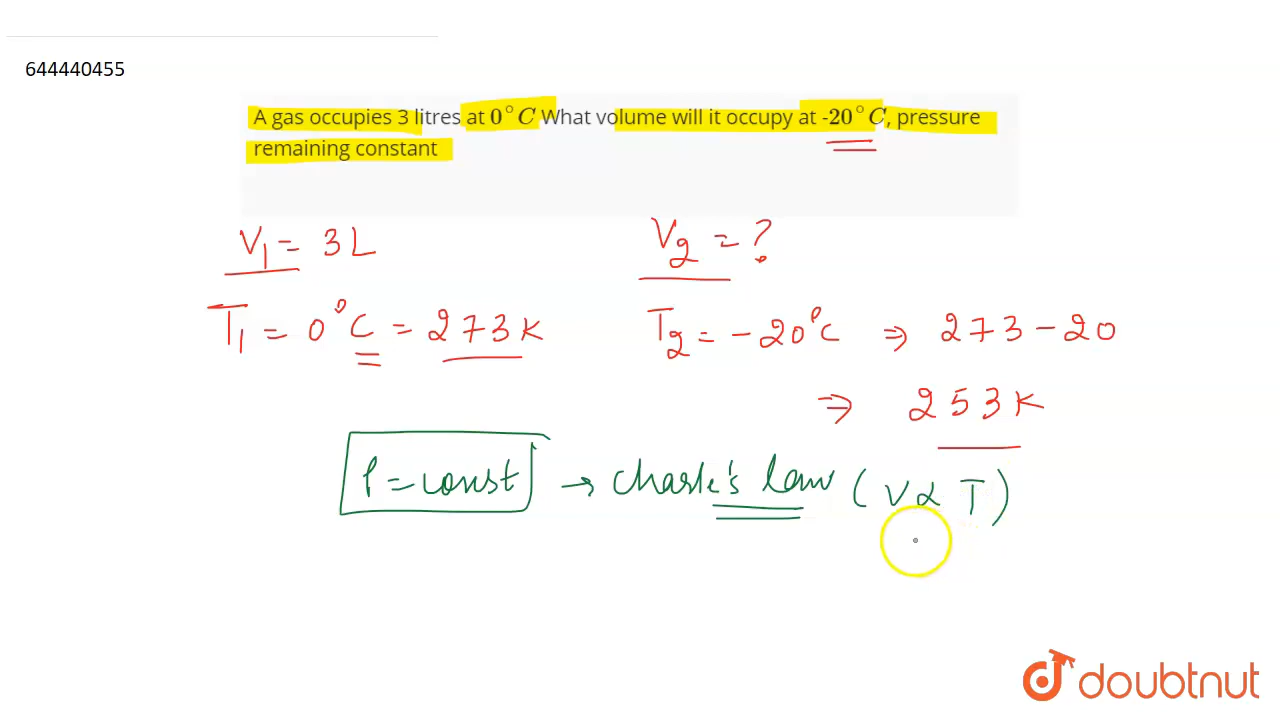 644440455
A gas occupies 3 litres at 0°C What volume will it occupy at -20°C, pressure
remaining constant
V₁ = 3L
V₂ = ?
T₁ = 0°C = 273K
T₂ = -20°C ⇒ 273-20
⇒ 253K
P = const → Charle's law (V ∝ T)
doubtnut